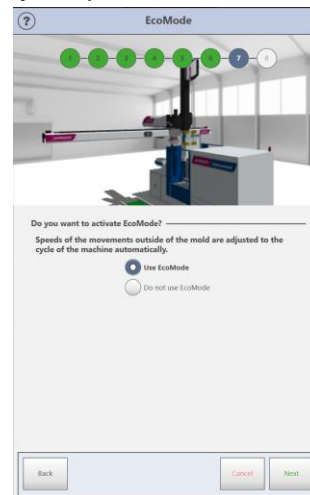 ?
EcoMode
1 2 3 4 5 6 7 8
Do you want to activate EcoMode?
Speeds of the movements outside of the mold are adjusted to the
cycle of the machine automatically.
Use EcoMode
Do not use EcoMode
Back
Cancel
Next